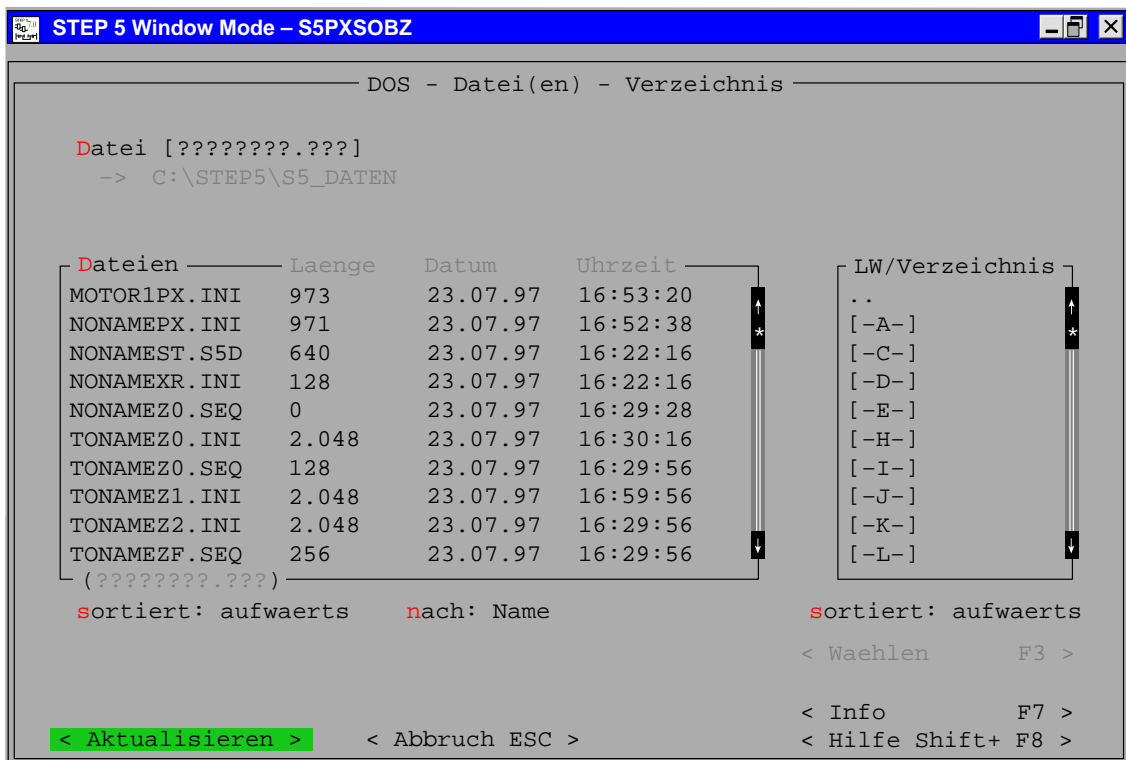 STEP 5 Window Mode – S5PXSOBZ
DOS - Datei(en) - Verzeichnis
Datei [????????.???]
-> C:\STEP5\S5_DATEN
Dateien Laenge Datum Uhrzeit LW/Verzeichnis
MOTOR1PX.INI 973 23.07.97 16:53:20 ..
NONAMEPX.INI 971 23.07.97 16:52:38 [-A-]
NONAMEST.S5D 640 23.07.97 16:22:16 [-C-]
NONAMEXR.INI 128 23.07.97 16:22:16 [-D-]
NONAMEZ0.SEQ 0 23.07.97 16:29:28 [-E-]
TONAMEZ0.INI 2.048 23.07.97 16:30:16 [-H-]
TONAMEZ0.SEQ 128 23.07.97 16:29:56 [-I-]
TONAMEZ1.INI 2.048 23.07.97 16:59:56 [-J-]
TONAMEZ2.INI 2.048 23.07.97 16:29:56 [-K-]
TONAMEZF.SEQ 256 23.07.97 16:29:56 [-L-]
(????????.???)
sortiert: aufwaerts nach: Name sortiert: aufwaerts
< Waehlen F3 >
< Info F7 >
< Aktualisieren > < Abbruch ESC > < Hilfe Shift+ F8 >